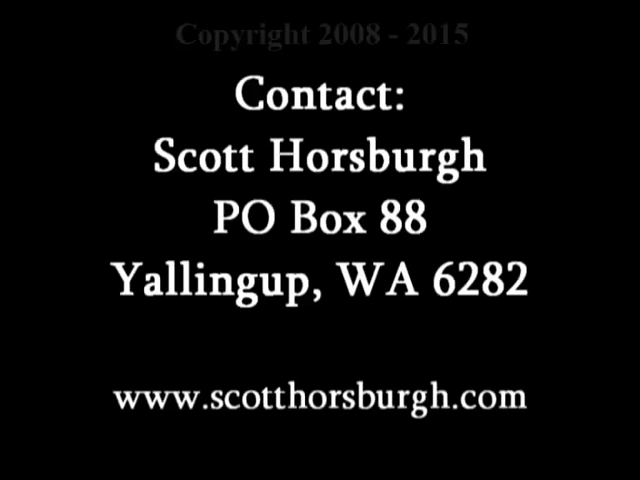 Copyright 2008 - 2015
Contact:
Scott Horsburgh
PO Box 88
Yallingup, WA 6282
www.scotthorsburgh.com